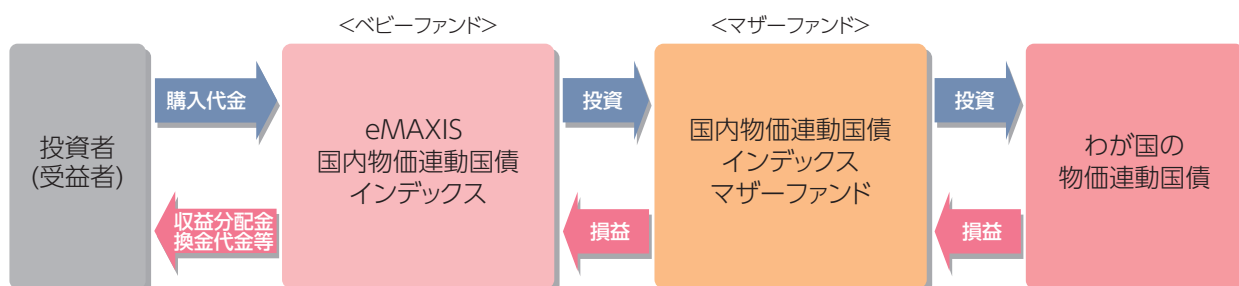 <ベビーファンド>
<マザーファンド>
投資者
(受益者)
購入代金
収益分配金
換金代金等
eMAXIS
国内物価連動国債
インデックス
投資
損益
国内物価連動国債
インデックス
マザーファンド
投資
損益
わが国の
物価連動国債